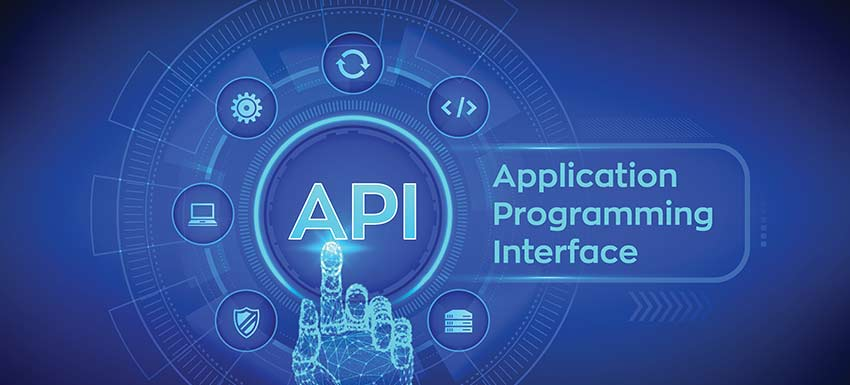 API
Application
Programming
Interface